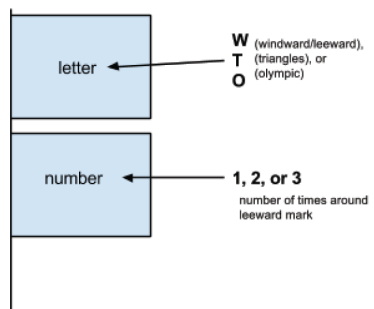 letter
W (windward/leeward),
T (triangles), or
O (olympic)
number
1, 2, or 3
number of times around
leeward mark